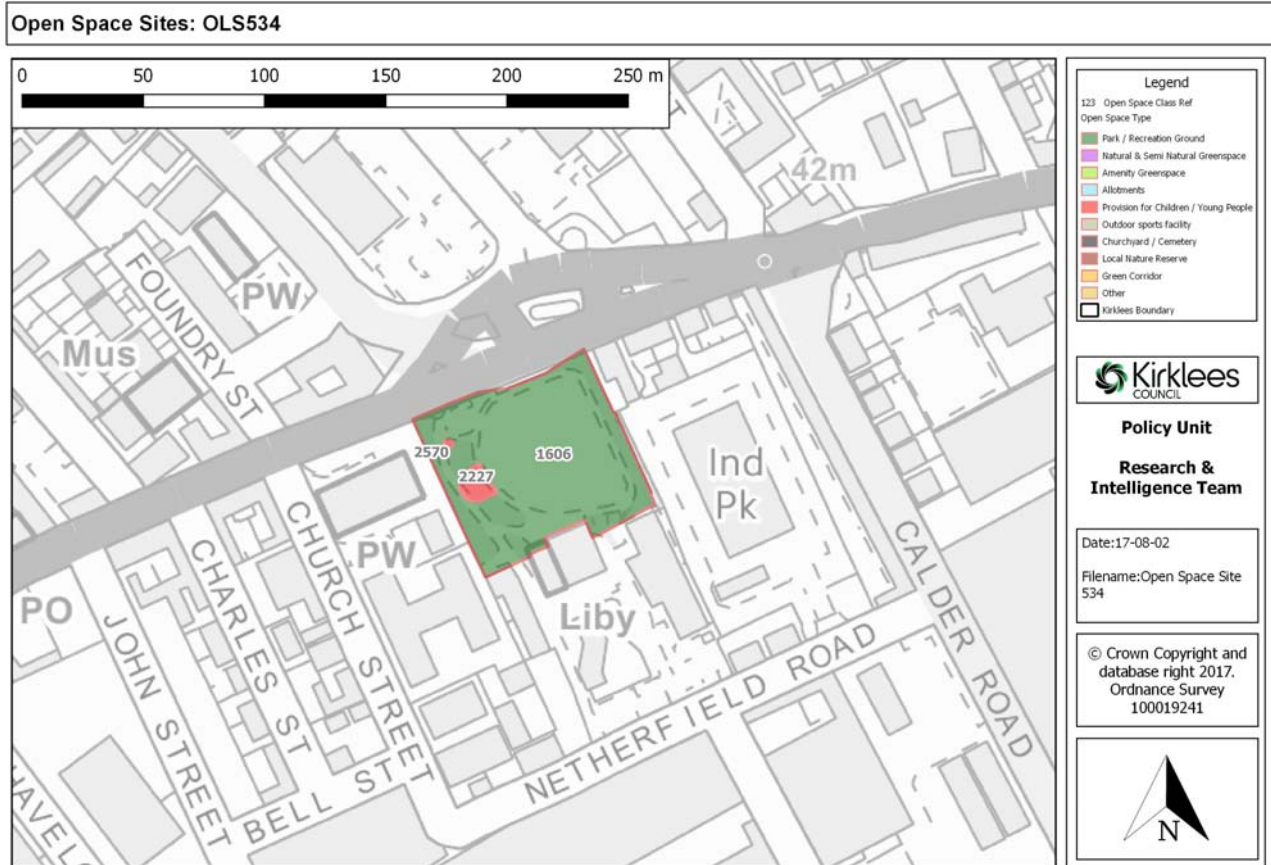 Open Space Sites: OLS534
0 50 100 150 200 250 m
42m
PW
FOUNDRY ST
Mus
2570
2227
1606
Ind
Pk
PW
CHURCH STREET
CHARLES ST
PO
JOHN STREET
Liby
CALDER ROAD
NETHERFIELD ROAD
BELL ST
Legend
123 Open Space Class Ref
Open Space Type
Park / Recreation Ground
Natural & Semi Natural Greenspace
Amenity Greenspace
Allotments
Provision for Children / Young People
Outdoor sports facility
Churchyard / Cemetery
Local Nature Reserve
Green Corridor
Other
Kirklees Boundary
Kirklees
COUNCIL
Policy Unit
Research &
Intelligence Team
Date:17-08-02
Filename:Open Space Site
534
© Crown Copyright and
database right 2017.
Ordnance Survey
100019241
N